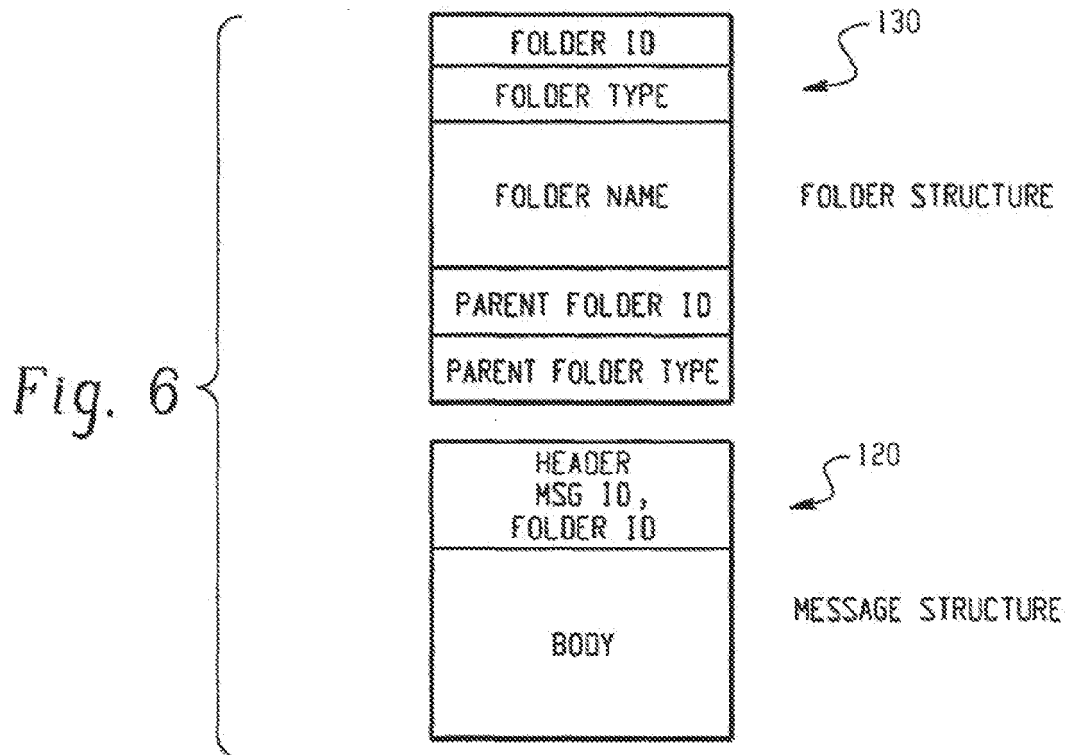 FOLDER ID
130
FOLDER TYPE
FOLDER NAME
FOLDER STRUCTURE
PARENT FOLDER ID
PARENT FOLDER TYPE
Fig. 6
HEADER
MSG ID,
FOLDER ID
120
MESSAGE STRUCTURE
BODY